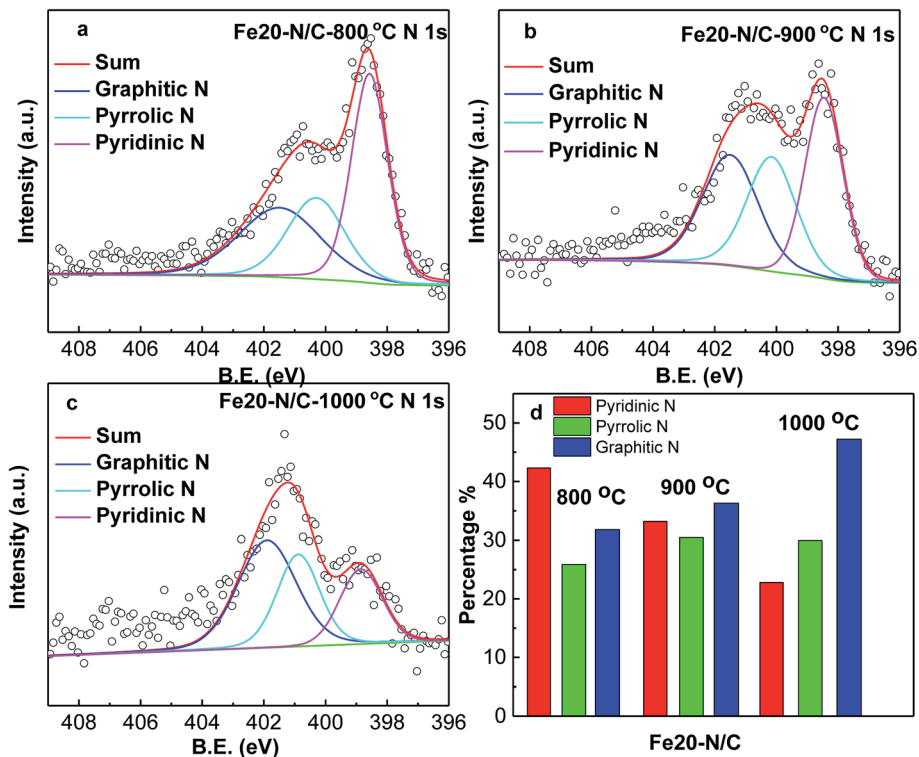 a
Fe20-N/C-800 °C N 1s
Sum
Graphitic N
Pyrrolic N
Pyridinic N
Intensity (a.u.)
408 406 404 402 400 398 396
B.E. (eV)
b
Fe20-N/C-900 °C N 1s
Sum
Graphitic N
Pyrrolic N
Pyridinic N
Intensity (a.u.)
408 406 404 402 400 398 396
B.E. (eV)
c
Fe20-N/C-1000 °C N 1s
Sum
Graphitic N
Pyrrolic N
Pyridinic N
Intensity (a.u.)
408 406 404 402 400 398 396
B.E. (eV)
d
Pyridinic N
Pyrrolic N
Graphitic N
800 °C
900 °C
1000 °C
Percentage %
50
40
30
20
10
0
Fe20-N/C